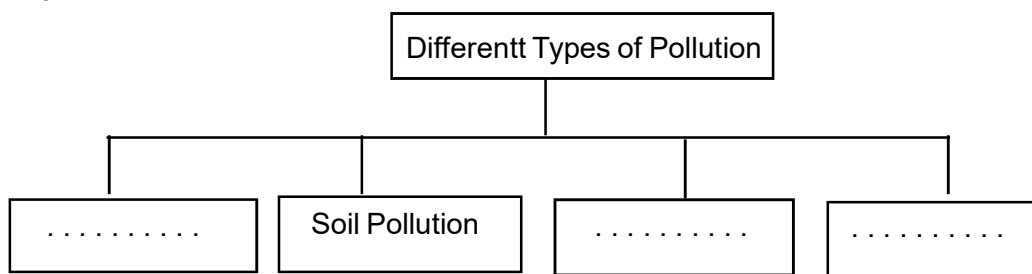 Differentt Types of Pollution
. . . . . . . . . .
Soil Pollution
. . . . . . . . . .
. . . . . . . . . .